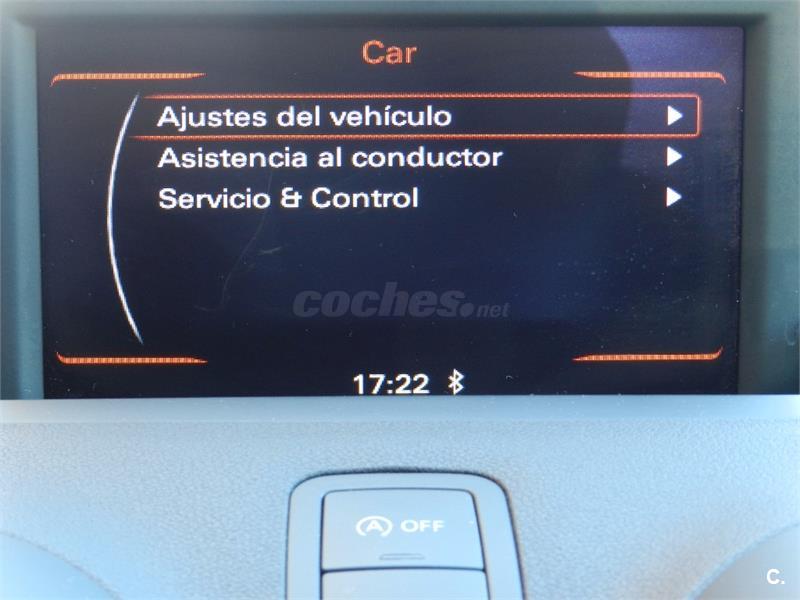 Car
Ajustes del vehículo
Asistencia al conductor
Servicio & Control
coches.net
17:22
A OFF
C.